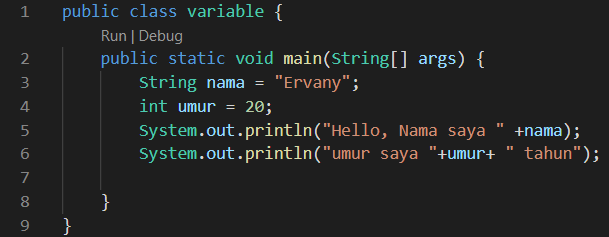 1 public class variable {
Run | Debug
2 public static void main(String[] args) {
3 String nama = "Ervany";
4 int umur = 20;
5 System.out.println("Hello, Nama saya " +nama);
6 System.out.println("umur saya "+umur+ " tahun");
7
8 }
9 }